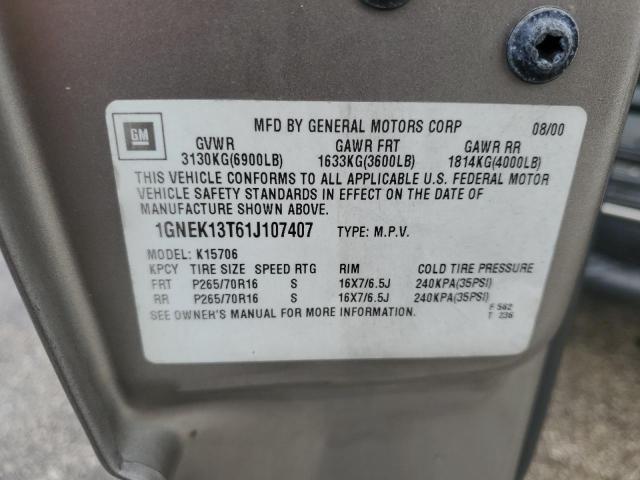 GM
MFD BY GENERAL MOTORS CORP 08/00
GVWR GAWR FRT GAWR RR
3130KG(6900LB) 1633KG(3600LB) 1814KG(4000LB)
THIS VEHICLE CONFORMS TO ALL APPLICABLE U.S. FEDERAL MOTOR
VEHICLE SAFETY STANDARDS IN EFFECT ON THE DATE OF
MANUFACTURE SHOWN ABOVE.
1GNEK13T61J107407 TYPE: M.P.V.
MODEL: K15706
KPCY TIRE SIZE SPEED RTG RIM COLD TIRE PRESSURE
FRT P265/70R16 S 16X7/6.5J 240KPA(35PSI)
RR P265/70R16 S 16X7/6.5J 240KPA(35PSI)
SEE OWNER'S MANUAL FOR MORE INFORMATION.
F 562
T 236